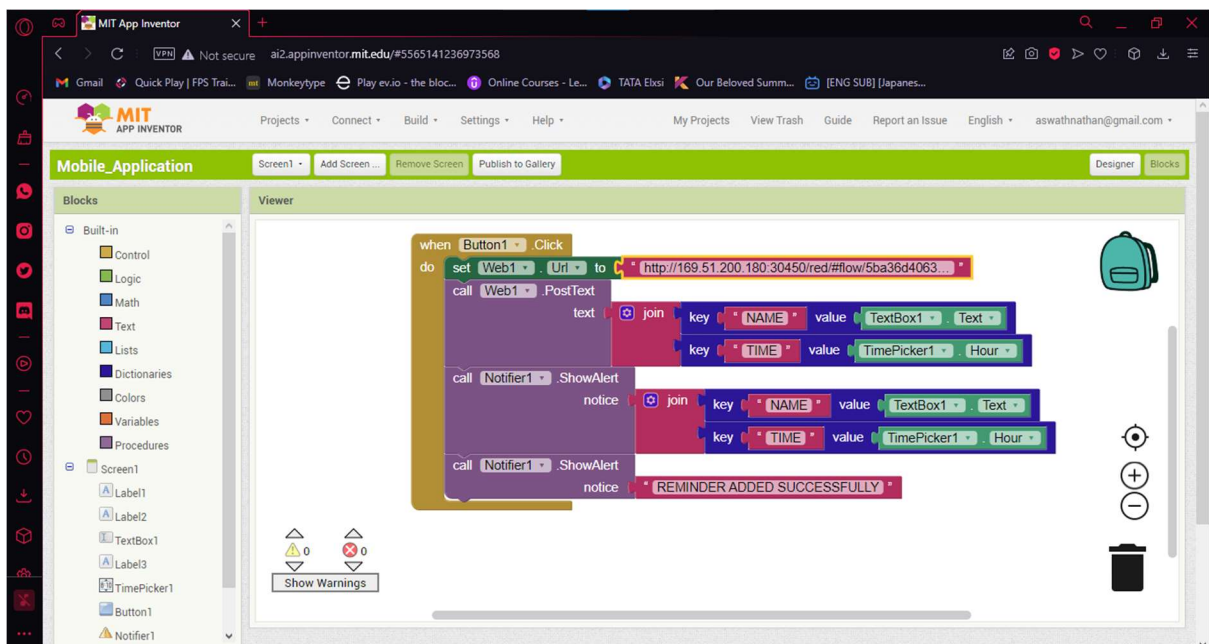 MIT App Inventor
VPN Not secure ai2.appinventor.mit.edu/#5565141236973568
Gmail Quick Play | FPS Trai... mt Monkeytype Play ev.io - the bloc... Online Courses - Le... TATA Elxsi Our Beloved Summ... [ENG SUB] [Japanes...
MIT APP INVENTOR Projects Connect Build Settings Help My Projects View Trash Guide Report an Issue English aswathnathan@gmail.com
Mobile_Application Screen1 Add Screen ... Remove Screen Publish to Gallery Designer Blocks
Blocks Viewer
Built-in
Control
Logic
Math
Text
Lists
Dictionaries
Colors
Variables
Procedures
Screen1
Label1
Label2
TextBox1
Label3
TimePicker1
Button1
Notifier1
when Button1 .Click
do set Web1 . Url to " http://169.51.200.180:30450/red/#flow/5ba36d4063... "
call Web1 .PostText
text join key " NAME " value TextBox1 . Text
key " TIME " value TimePicker1 . Hour
call Notifier1 .ShowAlert
notice join key " NAME " value TextBox1 . Text
key " TIME " value TimePicker1 . Hour
call Notifier1 .ShowAlert
notice " REMINDER ADDED SUCCESSFULLY "
0 0
Show Warnings